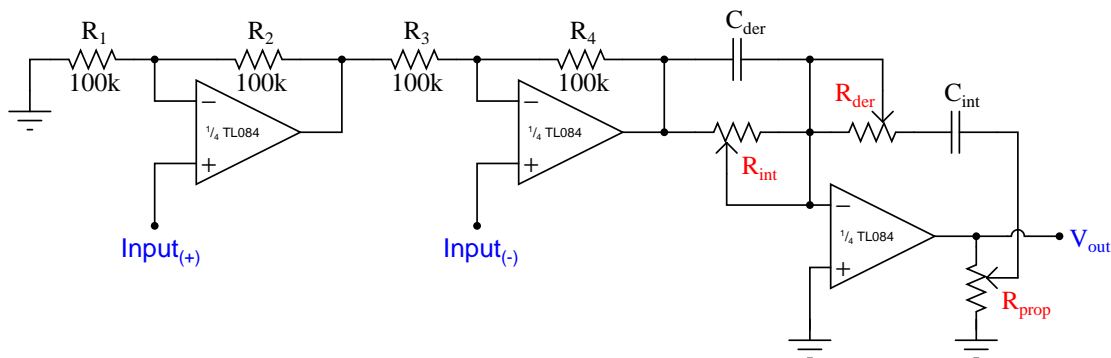 R1
100k
R2
100k
R3
100k
R4
100k
Cder
Rder
Cint
Rint
−
+
1/4 TL084
−
+
1/4 TL084
−
+
1/4 TL084
Input(+)
Input(-)
Vout
Rprop